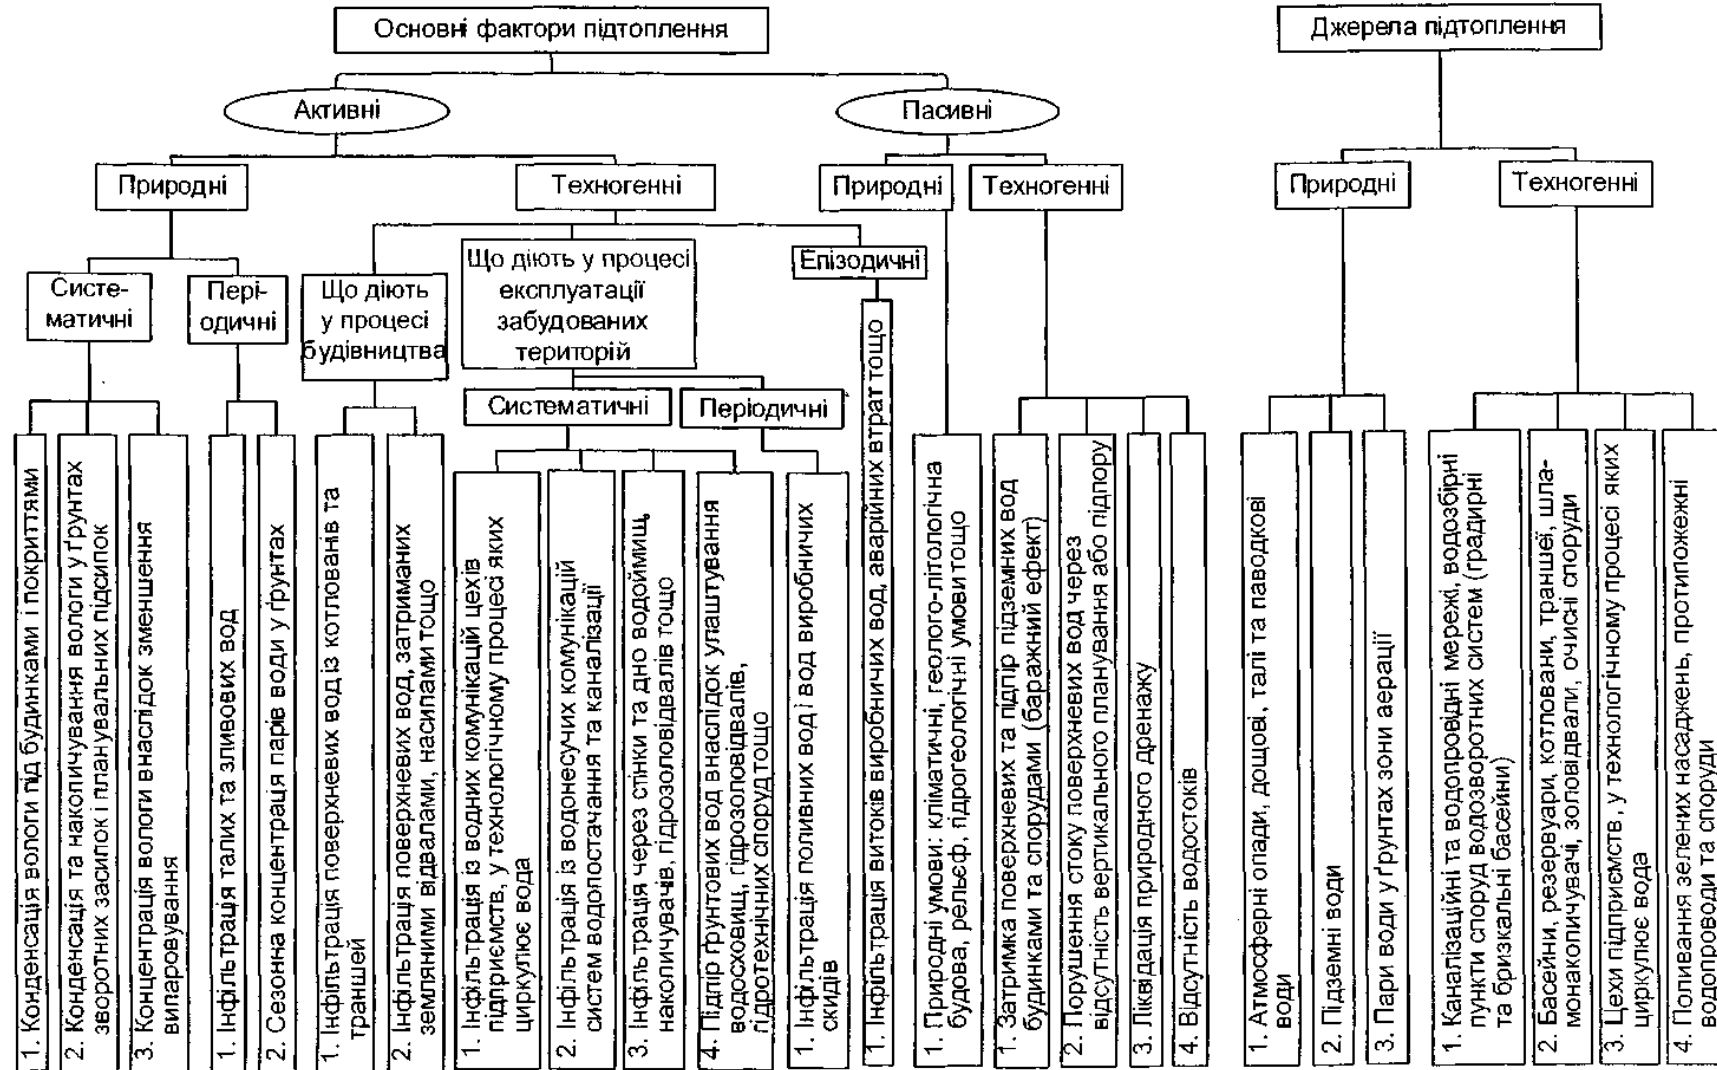 Основні фактори підтоплення
Джерела підтоплення
Активні
Пасивні
Природні
Техногенні
Природні
Техногенні
Природні
Техногенні
Систе-
матичні
Пері-
одичні
Що діють
у процесі
будівництва
Що діють у процесі
експлуатації
забудованих
територій
Епізодичні
Систематичні
Періодичні
1. Конденсація вологи під будинками і покриттями
2. Конденсація та накопичування вологи у ґрунтах
зворотних засипок і планувальних підсипок
3. Концентрація вологи внаслідок зменшення
випаровування
1. Інфільтрація талих та зливових вод
2. Сезонна концентрація парів води у ґрунтах
1. Інфільтрація поверхневих вод із котлованів та
траншей
2. Інфільтрація поверхневих вод, затриманих
земляними відвалами, насипами тощо
1. Інфільтрація із водних комунікацій цехів
підприємств, у технологічному процесі яких
циркулює вода
2. Інфільтрація із водонесучих комунікацій
систем водопостачання та каналізації
3. Інфільтрація через стінки та дно водоймищ,
накопичувачів, гідрозоловідвалів тощо
4. Підпір ґрунтових вод внаслідок улаштування
водосховищ, гідрозоловідвалів,
гідротехнічних споруд тощо
1. Інфільтрація поливних вод і вод виробничих
скидів
1. Інфільтрація витоків виробничих вод, аварійних втрат тощо
1. Природні умови: кліматичні, геолого-літологічна
будова, рельєф, гідрогеологічні умови тощо
1. Затримка поверхневих та підпір підземних вод
будинками та спорудами (баражний ефект)
2. Порушення стоку поверхневих вод через
відсутність вертикального планування або підпору
3. Ліквідація природного дренажу
4. Відсутність водостоків
1. Атмосферні опади, дощові, талі та паводкові
води
2. Підземні води
3. Пари води у ґрунтах зони аерації
1. Каналізаційні та водопровідні мережі, водозбірні
пункти споруд водозворотних систем (градирні
та бризкальні басейни)
2. Басейни, резервуари, котловани, траншеї, шла-
монакопичувачі, золовідвали, очисні споруди
3. Цехи підприємств, у технологічному процесі яких
циркулює вода
4. Поливання зелених насаджень, протипожежні
водопроводи та споруди